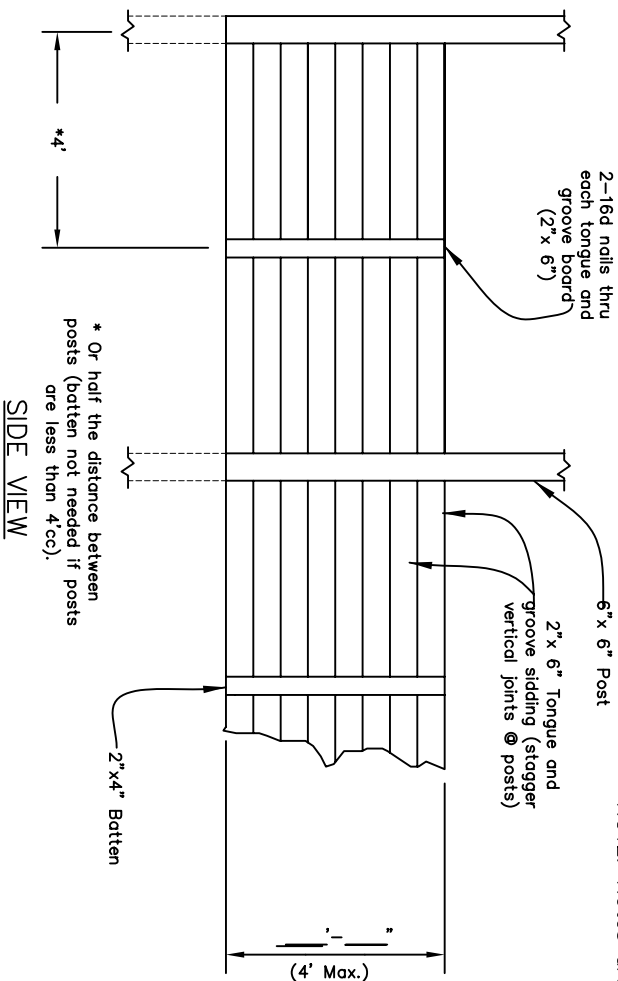 2-16d nails thru
each tongue and
groove board
(2"x 6")
6"x 6" Post
2"x 6" Tongue and
groove sidding (stagger
vertical joints @ posts)
*4'
2"x4" Batten
'- "
(4' Max.)
* Or half the distance between
posts (batten not needed if posts
are less than 4'cc).
SIDE VIEW